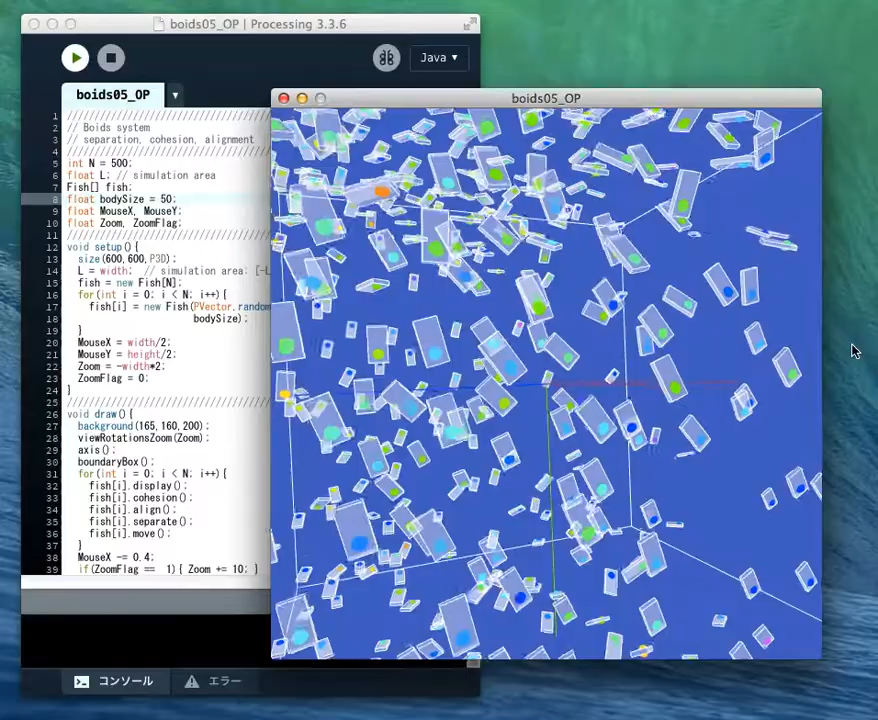 boids05_OP | Processing 3.3.6
Java ▼
boids05_OP ▼
boids05_OP
1 ////////////////////////////
2 // Boids system
3 // separation, cohesion, alignment
4 ////////////////////////////
5 int N = 500;
6 float L; // simulation area
7 Fish[] fish;
8 float bodySize = 50;
9 float MouseX, MouseY;
10 float Zoom, ZoomFlag;
11 ////////////////////////////
12 void setup() {
13 size(600,600,P3D);
14 L = width; // simulation area: [-L
15 fish = new Fish[N];
16 for(int i = 0; i < N; i++){
17 fish[i] = new Fish(PVector.random
18 bodySize);
19 }
20 MouseX = width/2;
21 MouseY = height/2;
22 Zoom = -width*2;
23 ZoomFlag = 0;
24 }
25 ////////////////////////////
26 void draw() {
27 background(165,160,200);
28 viewRotationsZoom(Zoom);
29 axis();
30 boundaryBox();
31 for(int i = 0; i < N; i++){
32 fish[i].display();
33 fish[i].cohesion();
34 fish[i].align();
35 fish[i].separate();
36 fish[i].move();
37 }
38 MouseX -= 0.4;
39 if(ZoomFlag == 1){ Zoom += 10; }
コンソール
エラー